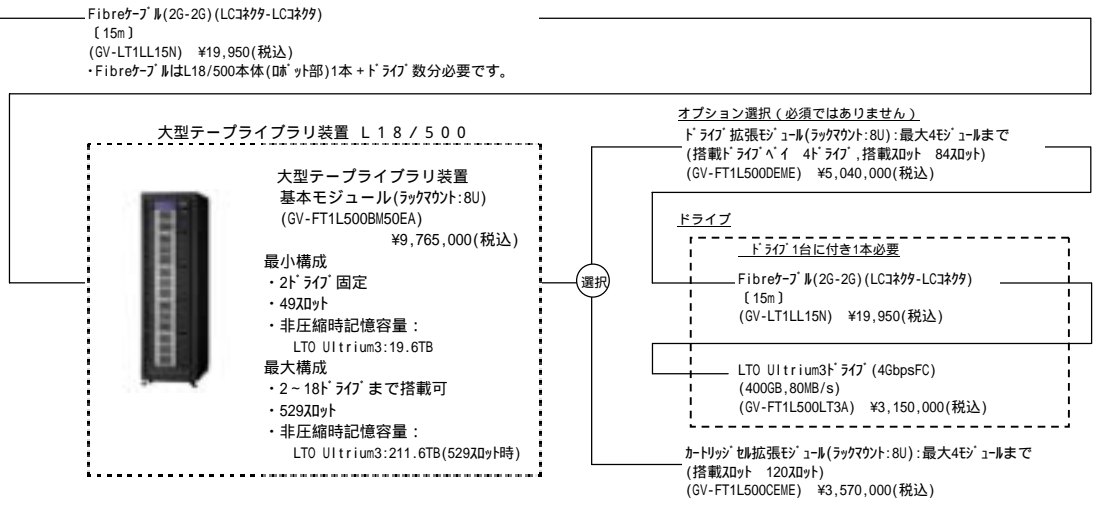 Fibreｹｰﾌﾞﾙ(2G-2G)(LCｺﾈｸﾀ-LCｺﾈｸﾀ)
〔15m〕
(GV-LT1LL15N) ¥19,950(税込)
・FibreｹｰﾌﾞﾙはL18/500本体(ﾛﾎﾞｯﾄ部)1本+ﾄﾞﾗｲﾌﾞ数分必要です。
大型テープライブラリ装置 L18/500
大型テープライブラリ装置
基本モジュール(ﾗｯｸﾏｳﾝﾄ:8U)
(GV-FT1L500BM50EA)
¥9,765,000(税込)
最小構成
・2ﾄﾞﾗｲﾌﾞ固定
・49ｽﾛｯﾄ
・非圧縮時記憶容量：
LTO Ultrium3:19.6TB
最大構成
・2~18ﾄﾞﾗｲﾌﾞまで搭載可
・529ｽﾛｯﾄ
・非圧縮時記憶容量：
LTO Ultrium3:211.6TB(529ｽﾛｯﾄ時)
選択
オプション選択(必須ではありません)
ﾄﾞﾗｲﾌﾞ拡張ﾓｼﾞｭｰﾙ(ﾗｯｸﾏｳﾝﾄ:8U):最大4ﾓｼﾞｭｰﾙまで
(搭載ﾄﾞﾗｲﾌﾞﾍﾞｲ 4ﾄﾞﾗｲﾌﾞ,搭載ｽﾛｯﾄ 84ｽﾛｯﾄ)
(GV-FT1L500DEME) ¥5,040,000(税込)
ドライブ
ﾄﾞﾗｲﾌﾞ1台に付き1本必要
Fibreｹｰﾌﾞﾙ(2G-2G)(LCｺﾈｸﾀ-LCｺﾈｸﾀ)
〔15m〕
(GV-LT1LL15N) ¥19,950(税込)
LTO Ultrium3ﾄﾞﾗｲﾌﾞ(4GbpsFC)
(400GB,80MB/s)
(GV-FT1L500LT3A) ¥3,150,000(税込)
ｶｰﾄﾘｯｼﾞｾﾙ拡張ﾓｼﾞｭｰﾙ(ﾗｯｸﾏｳﾝﾄ:8U):最大4ﾓｼﾞｭｰﾙまで
(搭載ｽﾛｯﾄ 120ｽﾛｯﾄ)
(GV-FT1L500CEME) ¥3,570,000(税込)